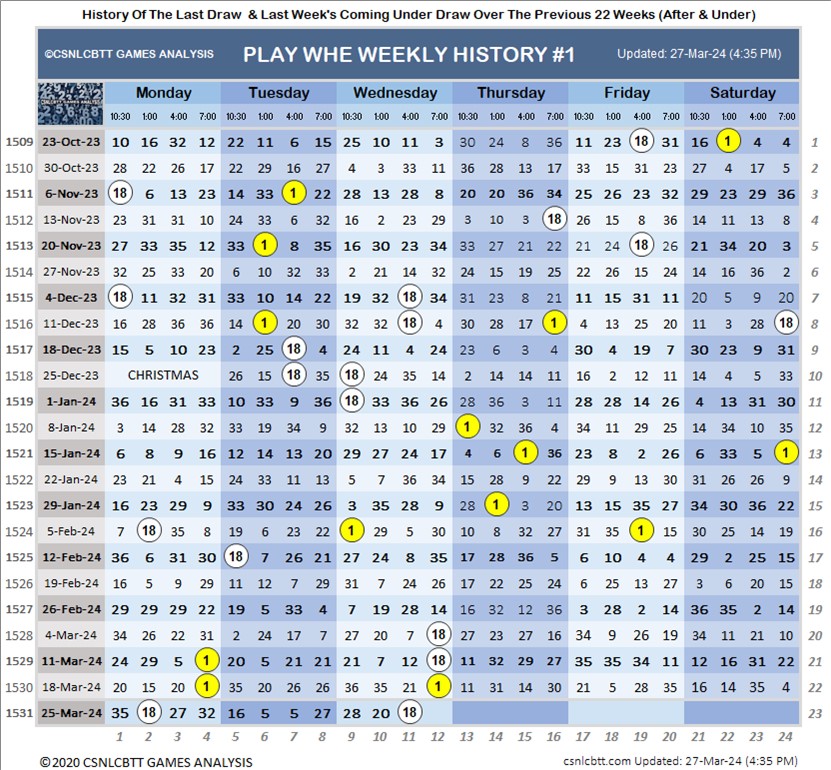 History Of The Last Draw & Last Week's Coming Under Draw Over The Previous 22 Weeks (After & Under)
©CSNLCBTT GAMES ANALYSIS PLAY WHE WEEKLY HISTORY #1 Updated: 27-Mar-24 (4:35 PM)
CSNLCBTT GAMES ANALYSIS
Monday Tuesday Wednesday Thursday Friday Saturday
10:30 1:00 4:00 7:00 10:30 1:00 4:00 7:00 10:30 1:00 4:00 7:00 10:30 1:00 4:00 7:00 10:30 1:00 4:00 7:00 10:30 1:00 4:00 7:00
1509 23-Oct-23 10 16 32 12 22 11 6 15 25 10 11 3 30 24 8 36 11 23 18 31 16 1 4 4 1
1510 30-Oct-23 28 22 26 17 22 29 16 27 4 3 33 11 36 28 13 17 33 15 31 23 27 4 17 5 2
1511 6-Nov-23 18 6 13 23 14 33 1 22 28 13 28 8 20 20 36 34 25 26 23 32 29 23 29 36 3
1512 13-Nov-23 23 31 31 10 24 33 6 32 16 2 23 29 3 10 3 18 26 15 8 36 14 11 13 8 4
1513 20-Nov-23 27 33 35 12 33 1 8 35 16 30 23 34 33 27 21 22 21 24 18 26 21 34 20 3 5
1514 27-Nov-23 32 25 33 20 6 10 32 33 2 21 14 32 24 15 19 25 22 26 15 24 14 16 36 2 6
1515 4-Dec-23 18 11 32 31 33 10 14 22 19 32 18 34 31 23 8 21 11 15 31 11 20 5 9 20 7
1516 11-Dec-23 16 28 36 36 14 1 20 30 32 32 18 4 30 28 17 1 4 13 25 20 11 3 28 18 8
1517 18-Dec-23 15 5 10 23 2 25 18 4 24 11 4 24 23 6 3 4 30 4 19 7 30 23 9 31 9
1518 25-Dec-23 CHRISTMAS 26 15 18 35 18 24 35 14 2 14 14 11 26 15 16 16 14 4 5 33 10
1519 1-Jan-24 36 16 31 33 10 33 9 36 18 33 36 26 28 36 3 11 28 28 14 26 4 13 31 30 11
1520 8-Jan-24 3 14 28 32 33 19 34 9 32 13 10 29 1 32 36 4 34 11 29 25 14 34 10 35 12
1521 15-Jan-24 6 8 9 16 12 14 13 20 29 27 24 17 4 6 1 36 23 8 2 26 6 33 5 1 13
1522 22-Jan-24 23 21 4 15 24 33 11 13 5 7 36 34 15 28 9 22 29 9 13 30 31 26 26 9 14
1523 29-Jan-24 16 23 29 9 33 30 24 26 3 35 28 9 28 1 3 20 13 15 35 27 34 30 36 22 15
1524 5-Feb-24 7 18 35 8 19 6 23 22 1 29 5 30 10 8 32 27 31 35 1 15 30 25 14 19 16
1525 12-Feb-24 36 6 31 30 18 7 26 21 27 24 8 35 17 28 36 5 6 10 4 4 29 2 25 15 17
1526 19-Feb-24 16 5 9 29 11 12 7 29 31 7 24 26 17 22 25 24 6 25 13 27 3 6 20 15 18
1527 26-Feb-24 29 29 29 22 19 5 33 4 7 19 28 14 16 32 12 36 3 28 2 14 36 35 2 14 19
1528 4-Mar-24 34 26 22 31 2 24 17 7 27 20 7 18 27 23 27 16 34 9 26 19 34 11 21 10 20
1529 11-Mar-24 24 29 5 1 20 5 21 21 21 7 12 18 11 32 29 27 35 35 34 11 12 16 31 22 21
1530 18-Mar-24 20 15 20 1 35 20 26 26 36 35 21 1 11 31 14 30 21 5 28 35 16 14 35 4 22
1531 25-Mar-24 35 18 27 32 16 5 5 27 28 20 18 23
1 2 3 4 5 6 7 8 9 10 11 12 13 14 15 16 17 18 19 20 21 22 23 24
©2020 CSNLCBTT GAMES ANALYSIS csnlcbtt.com Updated: 27-Mar-24 (4:35 PM)